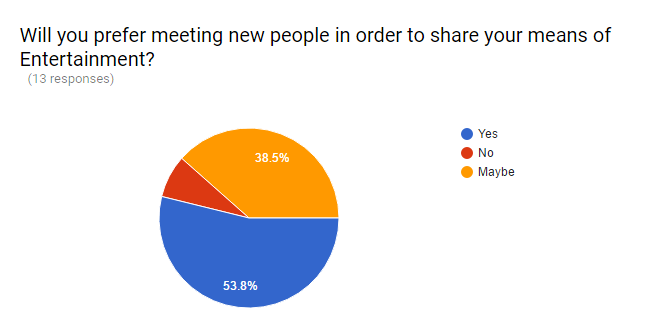 Will you prefer meeting new people in order to share your means of
Entertainment?
(13 responses)
38.5%
53.8%
Yes
No
Maybe